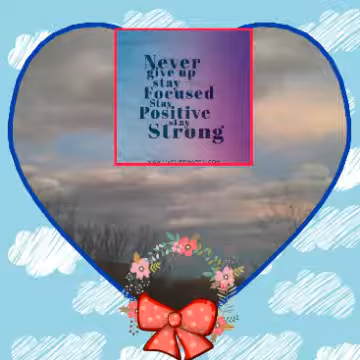 Never
give up
stay
Focused
Stay
Positive
stay
Strong